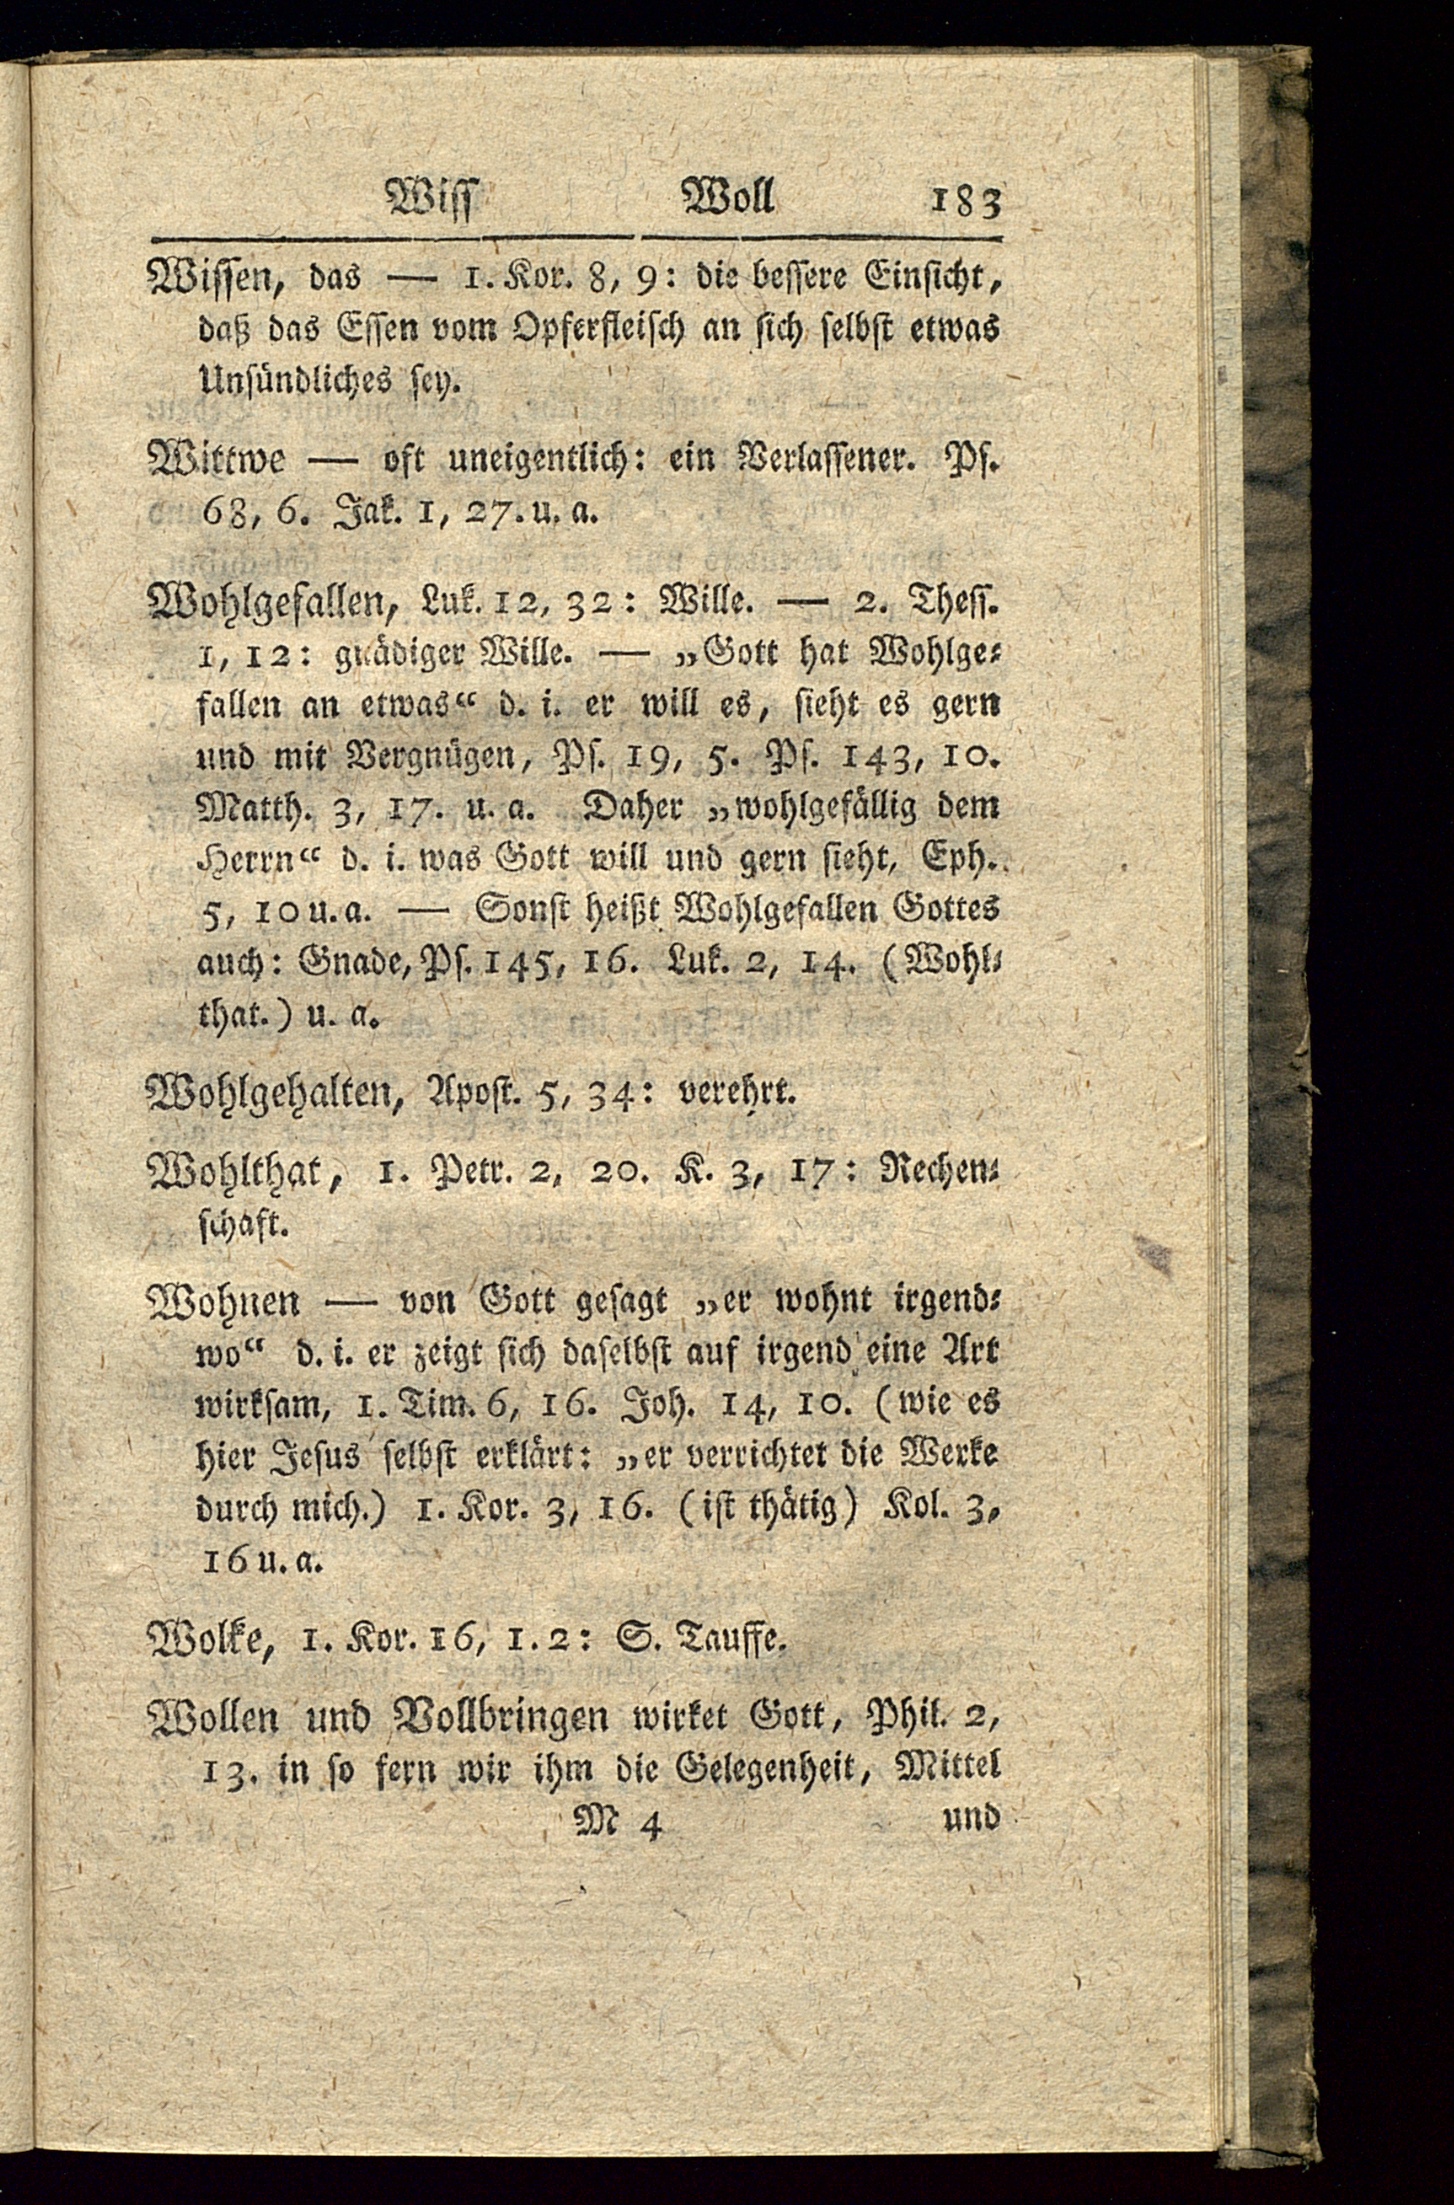 Wiss Woll 183
Wissen, das — 1. Kor. 8, 9: die bessere Einsicht,
daß das Essen vom Opferfleisch an sich selbst etwas
Unsündliches sey.
Wittwe — oft uneigentlich: ein Verlassener. Ps.
68, 6. Jak. 1, 27. u. a.
Wohlgefallen, Luk. 12, 32: Wille. — 2. Thess.
1, 12: gnädiger Wille. — „Gott hat Wohlge⸗
fallen an etwas“ d. i. er will es, sieht es gern
und mit Vergnügen, Ps. 19, 5. Ps. 143, 10.
Matth. 3, 17. u. a. Daher „wohlgefällig dem
Herrn“ d. i. was Gott will und gern sieht, Eph.
5, 10 u. a. — Sonst heißt Wohlgefallen Gottes
auch: Gnade, Ps. 145, 16. Luk. 2, 14. (Wohl⸗
that.) u. a.
Wohlgehalten, Apost. 5, 34: verehrt.
Wohlthat, 1. Petr. 2, 20. K. 3, 17: Rechen⸗
schaft.
Wohnen — von Gott gesagt „er wohnt irgend⸗
wo“ d. i. er zeigt sich daselbst auf irgend eine Art
wirksam, 1. Tim. 6, 16. Joh. 14, 10. (wie es
hier Jesus selbst erklärt: „er verrichtet die Werke
durch mich.) 1. Kor. 3, 16. (ist thätig) Kol. 3,
16 u. a.
Wolke, 1. Kor. 16, 1. 2: S. Tauffe.
Wollen und Vollbringen wirket Gott, Phil. 2,
13. in so fern wir ihm die Gelegenheit, Mittel
M 4 und